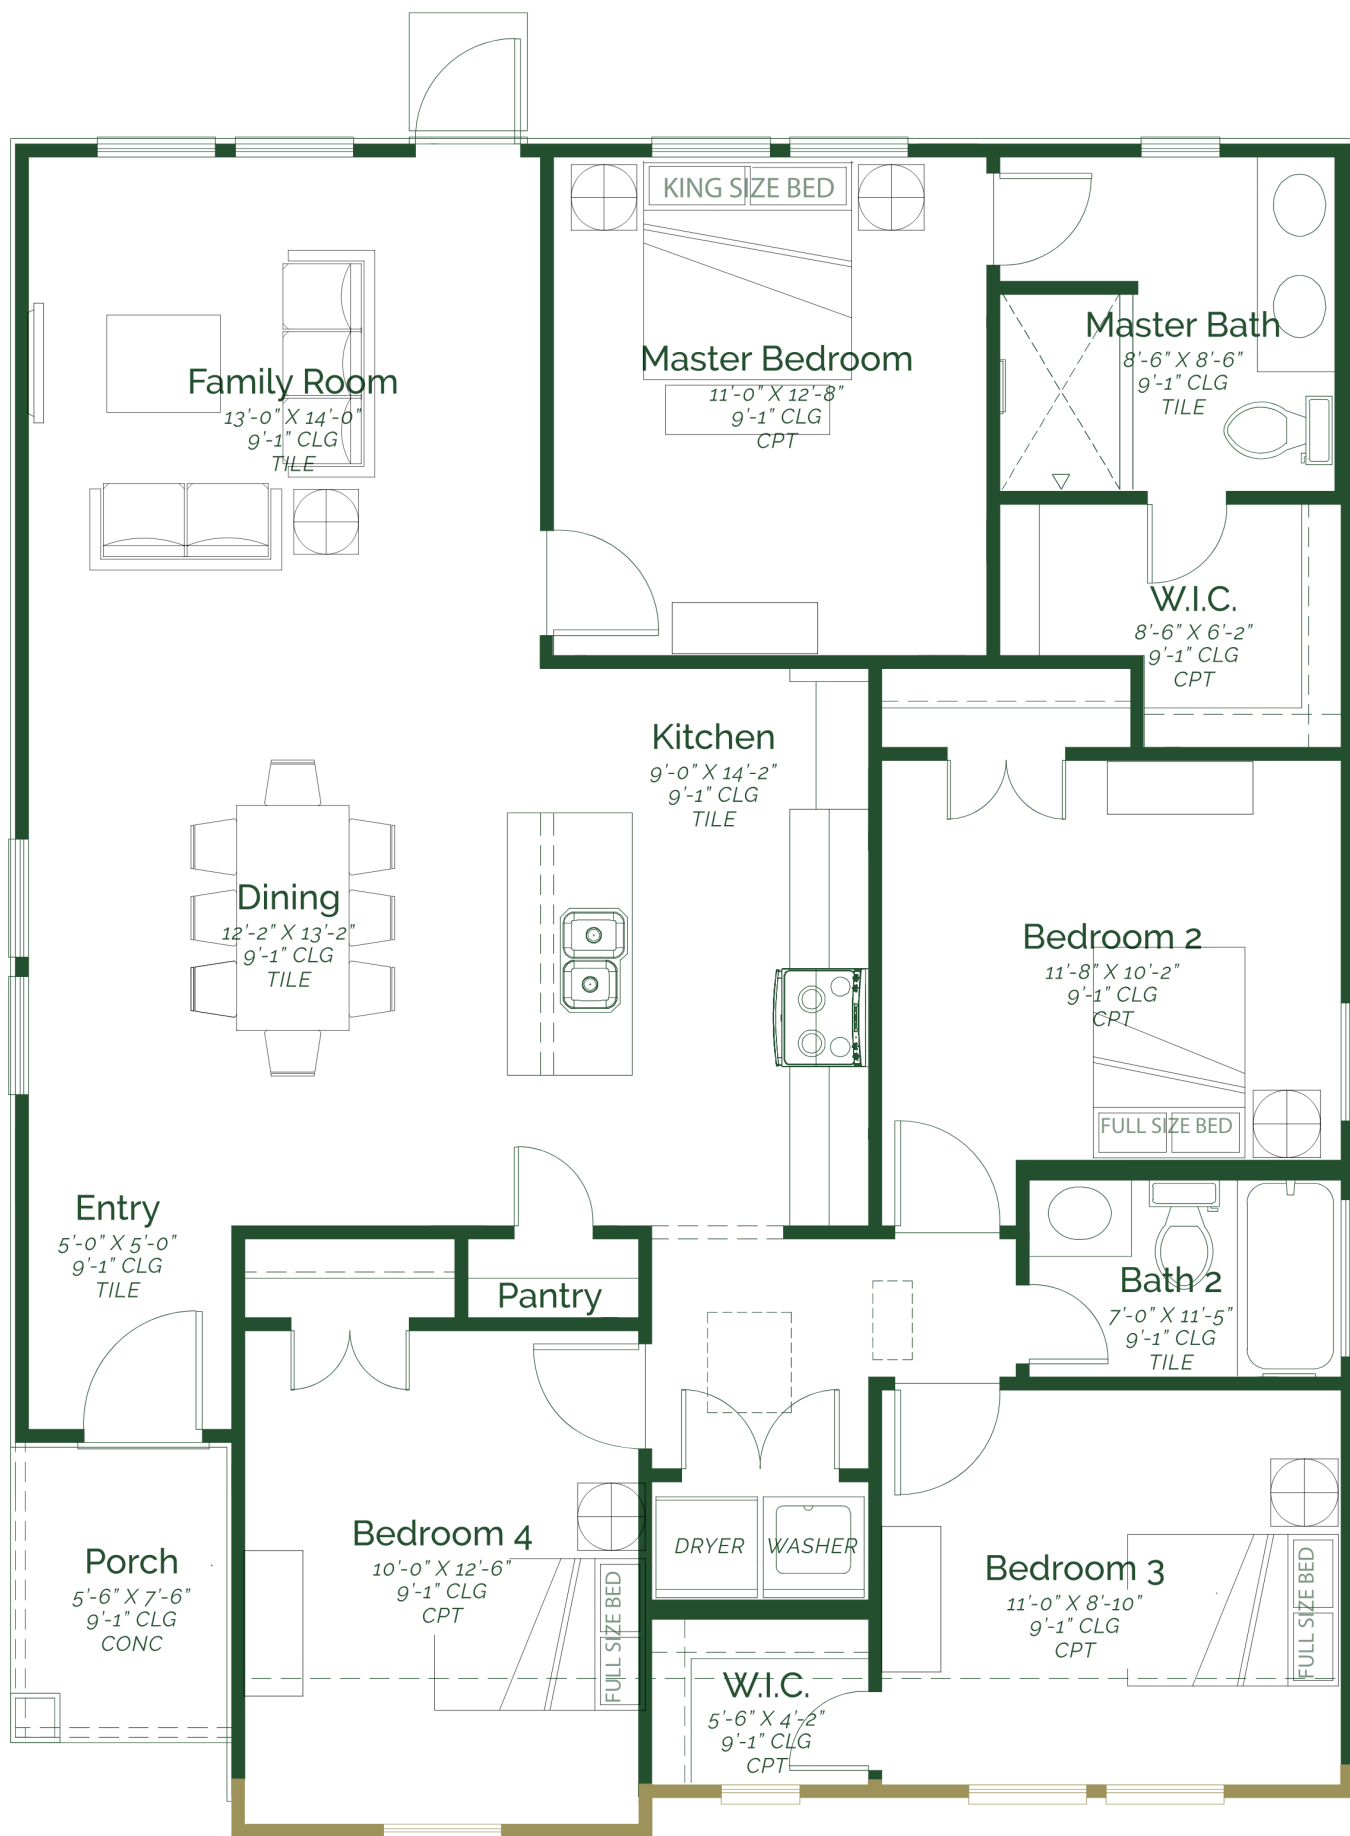 KING SIZE BED
Master Bath
8'-6" X 8'-6"
9'-1" CLG
TILE
Master Bedroom
11'-0" X 12'-8"
9'-1" CLG
CPT
Family Room
13'-0" X 14'-0"
9'-1" CLG
TILE
W.I.C.
8'-6" X 6'-2"
9'-1" CLG
CPT
Kitchen
9'-0" X 14'-2"
9'-1" CLG
TILE
Dining
12'-2" X 13'-2"
9'-1" CLG
TILE
Bedroom 2
11'-8" X 10'-2"
9'-1" CLG
CPT
FULL SIZE BED
Entry
5'-0" X 5'-0"
9'-1" CLG
TILE
Pantry
Bath 2
7'-0" X 11'-5"
9'-1" CLG
TILE
Bedroom 4
10'-0" X 12'-6"
9'-1" CLG
CPT
FULL SIZE BED
DRYER
WASHER
Porch
5'-6" X 7'-6"
9'-1" CLG
CONC
Bedroom 3
11'-0" X 8'-10"
9'-1" CLG
CPT
FULL SIZE BED
W.I.C.
5'-6" X 4'-2"
9'-1" CLG
CPT